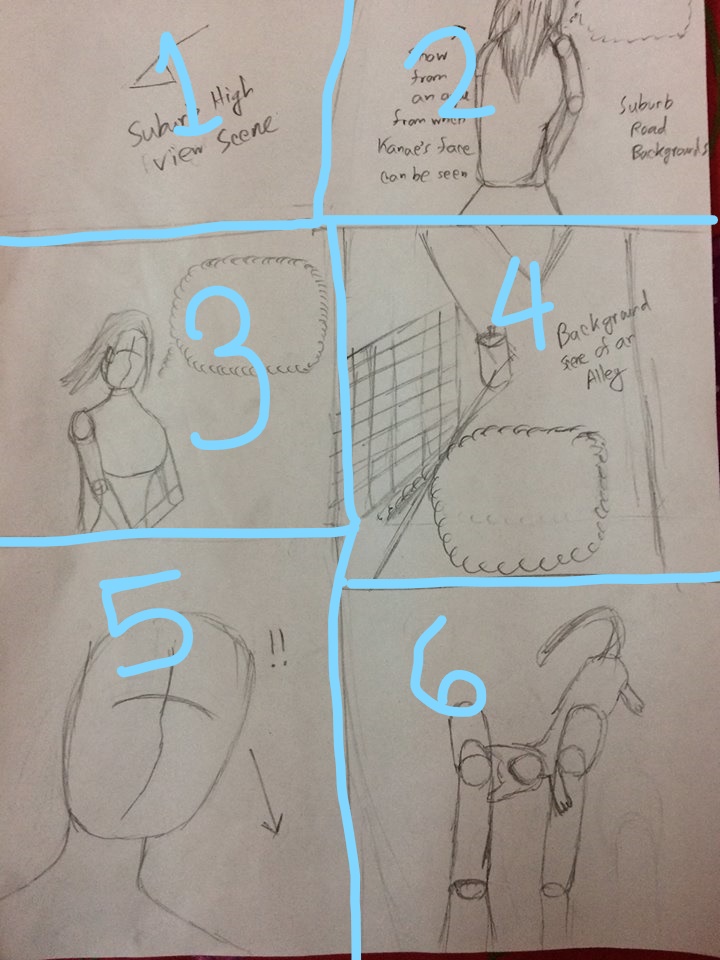 1
Suburb High
view scene
2
Show
from
an
from which
Kanae's face
can be seen
Suburb
Road
Backgrounds
3
4
Background
scene of an
Alley
5
!!
6